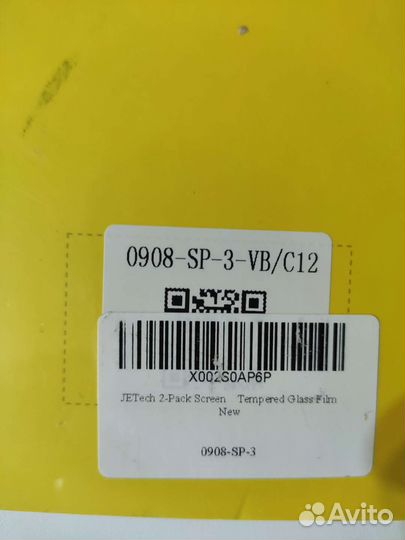 0908-SP-3-VB/C12
X002S0AP6P
JETech 2-Pack Screen Tempered Glass Film
New
0908-SP-3
Avito